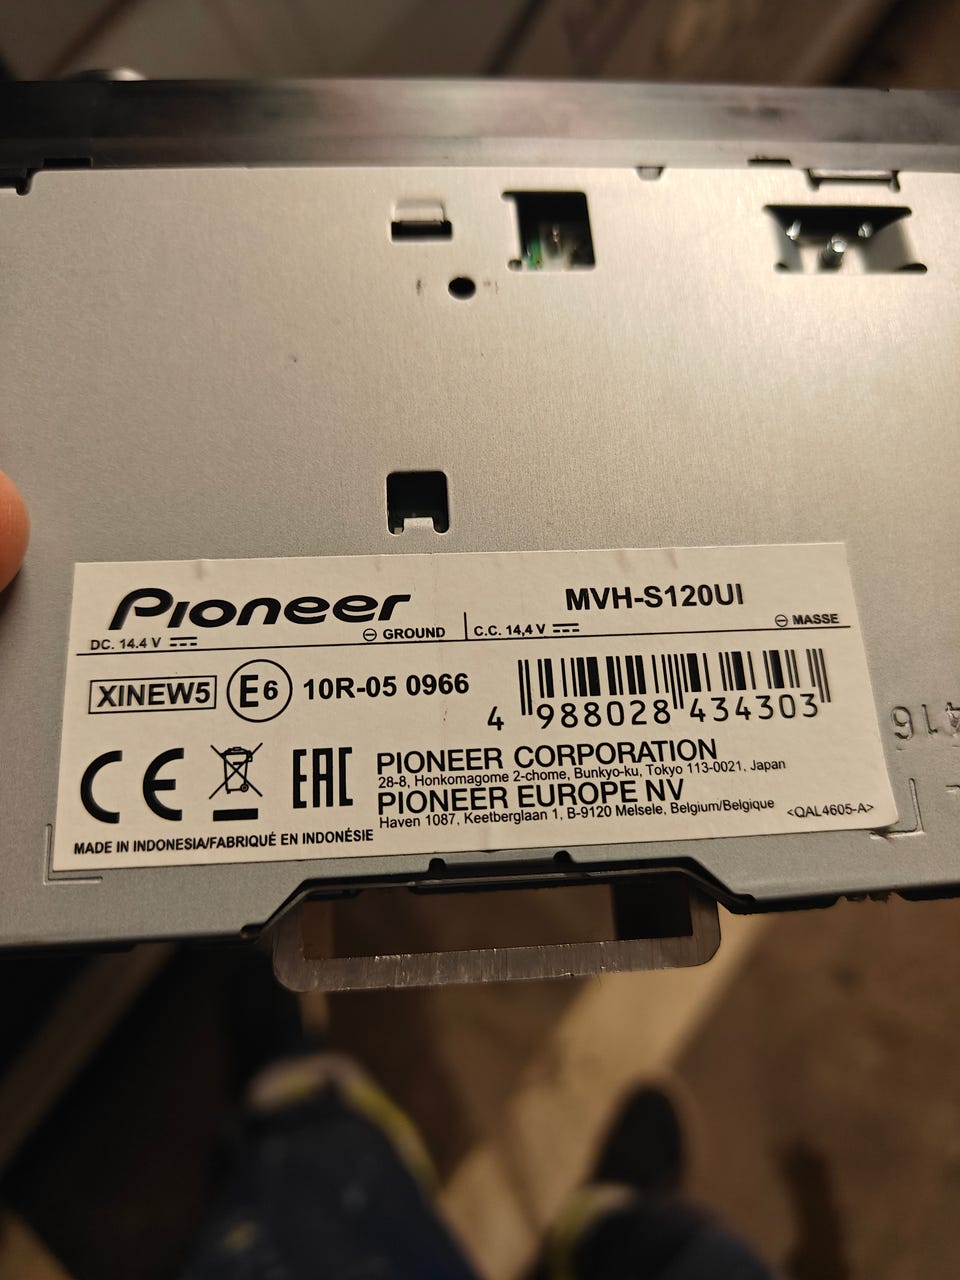 Pioneer
MVH-S120UI
DC. 14.4 V ⎓ ⊖ GROUND
C.C. 14,4 V ⎓ ⊖ MASSE
XINEW5 E6 10R-05 0966
4 988028 434303
CE EAC
PIONEER CORPORATION
28-8, Honkomagome 2-chome, Bunkyo-ku, Tokyo 113-0021, Japan
PIONEER EUROPE NV
Haven 1087, Keetberglaan 1, B-9120 Melsele, Belgium/Belgique <QAL4605-A>
MADE IN INDONESIA/FABRIQUÉ EN INDONÉSIE